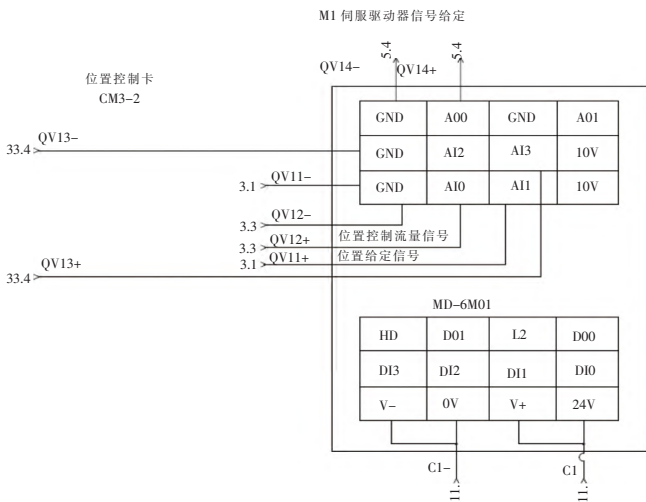 M1 伺服驱动器信号给定
5.4
5.4
QV14-
QV14+
位置控制卡
CM3-2
GND A00 GND A01
QV13-
33.4
GND AI2 AI3 10V
QV11-
3.1
GND AI0 AI1 10V
QV12-
3.3
QV12+
位置控制流量信号
3.3
QV11+
位置给定信号
3.1
QV13+
33.4
MD-6M01
HD D01 L2 D00
DI3 DI2 DI1 DI0
V- 0V V+ 24V
C1-
C1
11.
11.